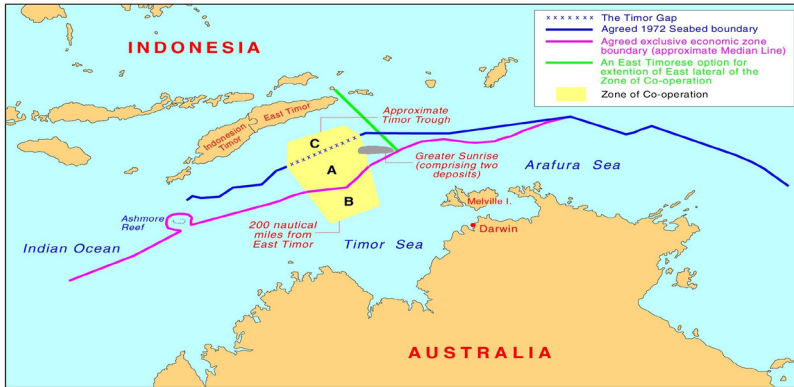 INDONESIA
x x x x x x x The Timor Gap
Agreed 1972 Seabed boundary
Agreed exclusive economic zone
boundary (approximate Median Line)
An East Timorese option for
extention of East lateral of the
Zone of Co-operation
Zone of Co-operation
Approximate
Timor Trough
East Timor
Indonesian
Timor
C
A
B
Greater Sunrise
(comprising two
deposits)
Arafura Sea
Melville I.
Darwin
Ashmore
Reef
200 nautical
miles from
East Timor
Timor Sea
Indian Ocean
AUSTRALIA